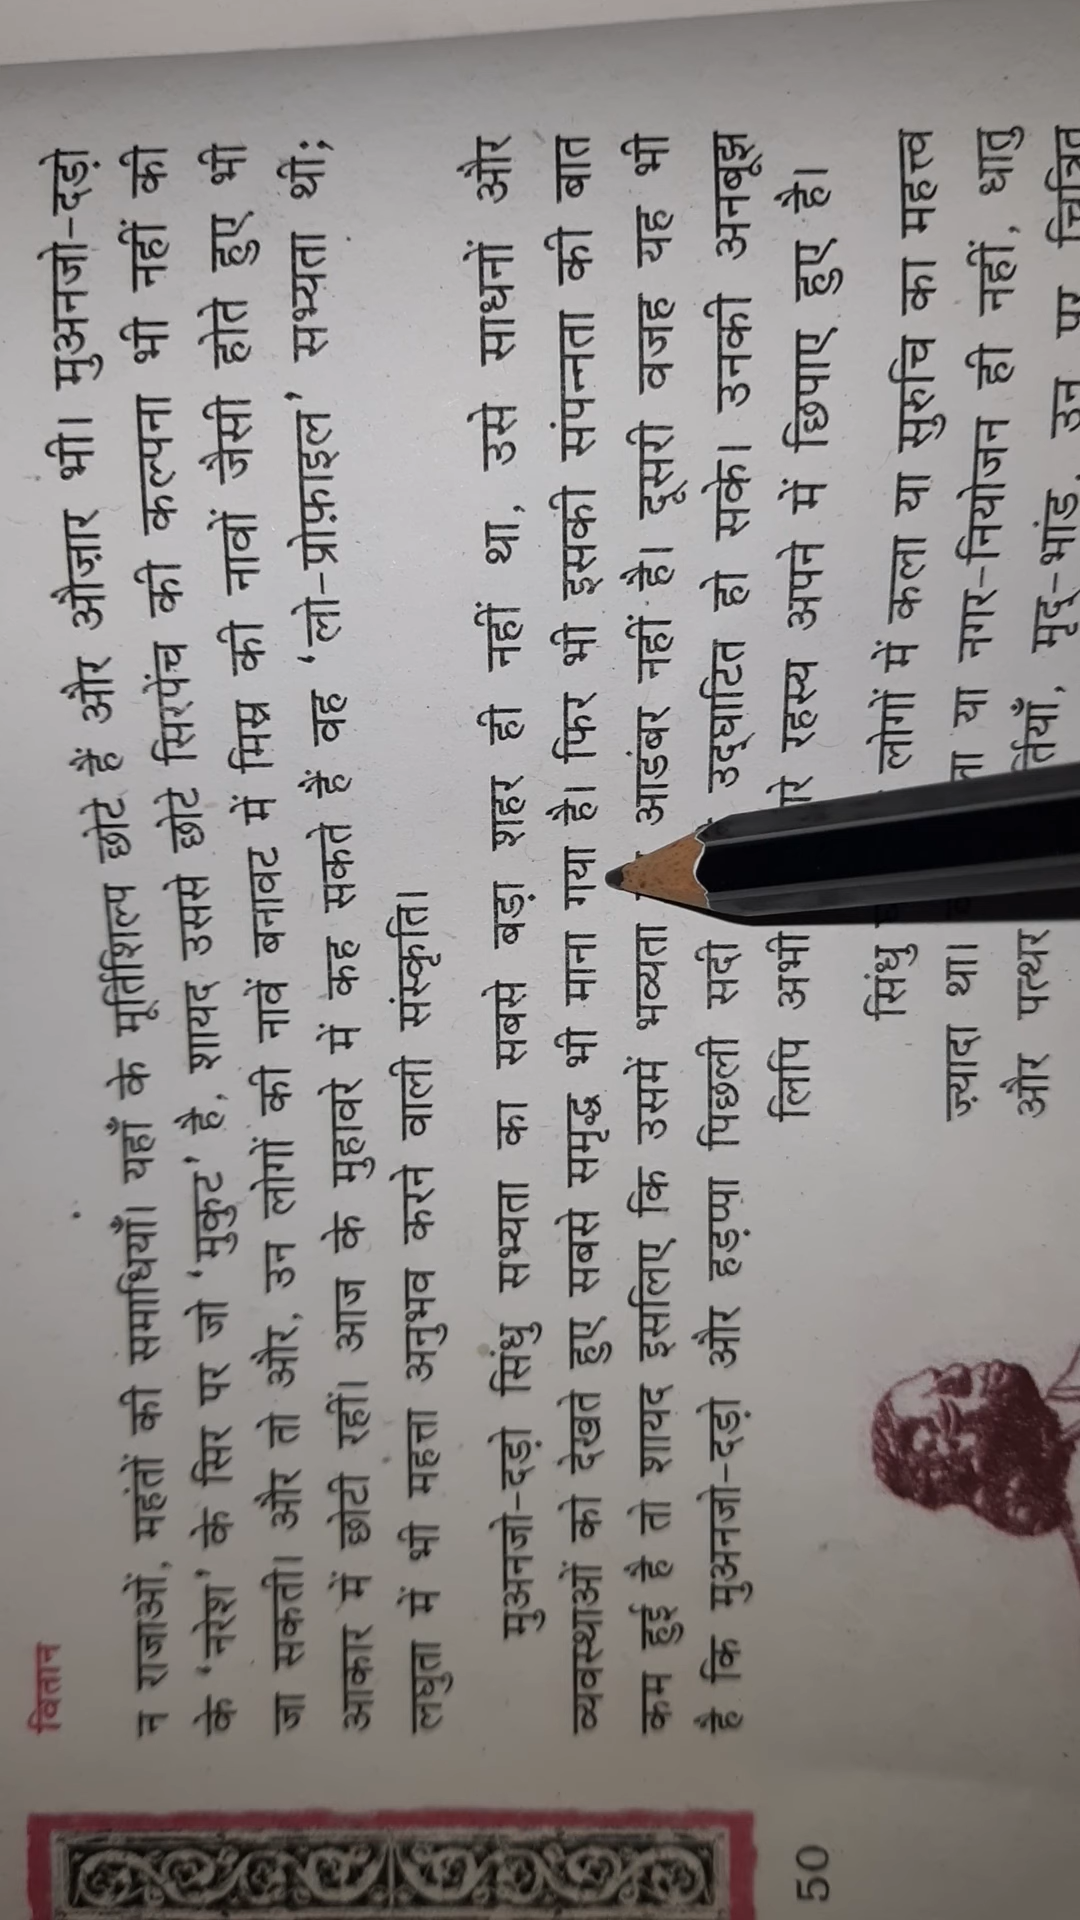 वितान
न राजाओं, महंतों की समाधियाँ। यहाँ के मूर्तिशिल्प छोटे हैं और औज़ार भी। मुअनजो-दड़ो
के ‘नरेश’ के सिर पर जो ‘मुकुट’ है, शायद उससे छोटे सिरपेंच की कल्पना भी नहीं की
जा सकती। और तो और, उन लोगों की नावें बनावट में मिस्र की नावों जैसी होते हुए भी
आकार में छोटी रहीं। आज के मुहावरे में कह सकते हैं वह ‘लो-प्रोफ़ाइल’ सभ्यता थी;
लघुता में भी महत्ता अनुभव करने वाली संस्कृति।
मुअनजो-दड़ो सिंधु सभ्यता का सबसे बड़ा शहर ही नहीं था, उसे साधनों और
व्यवस्थाओं को देखते हुए सबसे समृद्ध भी माना गया है। फिर भी इसकी संपन्नता की बात
कम हुई है तो शायद इसलिए कि उसमें भव्यता आडंबर नहीं है। दूसरी वजह यह भी
है कि मुअनजो-दड़ो और हड़प्पा पिछली सदी उद्घाटित हो सके। उनकी अनबूझ
लिपि अभी रहस्य अपने में छिपाए हुए है।
सिंधु लोगों में कला या सुरुचि का महत्त्व
ज़्यादा था। या नगर-नियोजन ही नहीं, धातु
और पत्थर मृद्-भांड, उन पर चित्रित
50